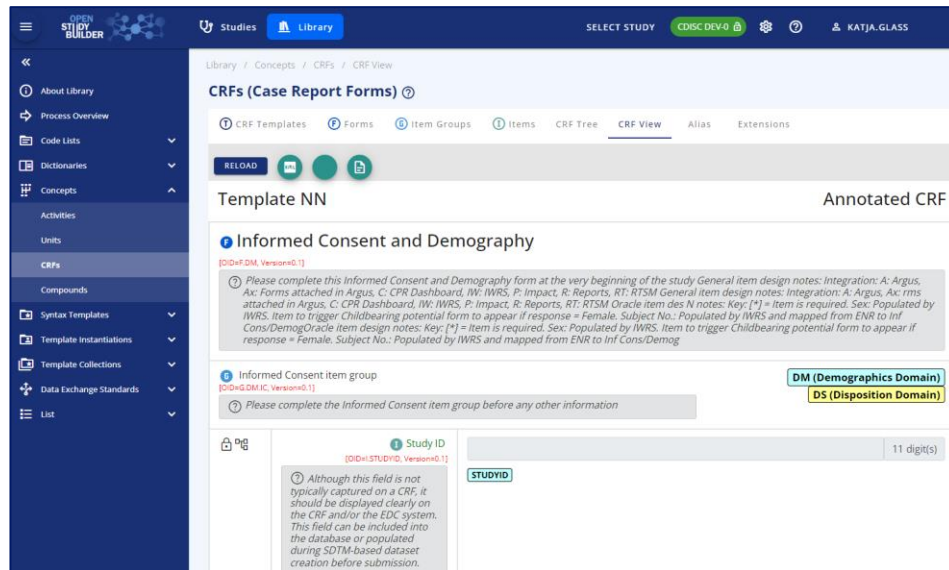 OPEN
STUDY
BUILDER
Studies
Library
SELECT STUDY
CDISC DEV-0
KATJA.GLASS
About Library
Process Overview
Code Lists
Dictionaries
Concepts
Activities
Units
CRFs
Compounds
Syntax Templates
Template Instantiations
Template Collections
Data Exchange Standards
List
Library / Concepts / CRFs / CRF View
CRFs (Case Report Forms)
CRF Templates
Forms
Item Groups
Items
CRF Tree
CRF View
Alias
Extensions
RELOAD
Template NN
Annotated CRF
Informed Consent and Demography
[OID=F.DM, Version=0.1]
Please complete this Informed Consent and Demography form at the very beginning of the study General item design notes: Integration: A: Argus,
Ax: Forms attached in Argus, C: CPR Dashboard, IW: IWRS, P: Impact, R: Reports, RT: RTSM General item design notes: Integration: A: Argus, Ax: rms
attached in Argus, C: CPR Dashboard, IW: IWRS, P: Impact, R: Reports, RT: RTSM Oracle item des N notes: Key: [*] = Item is required. Sex: Populated by
IWRS. Item to trigger Childbearing potential form to appear if response = Female. Subject No.: Populated by IWRS and mapped from ENR to Inf
Cons/DemogOracle item design notes: Key: [*] = Item is required. Sex: Populated by IWRS. Item to trigger Childbearing potential form to appear if
response = Female. Subject No.: Populated by IWRS and mapped from ENR to Inf Cons/Demog
Informed Consent item group
[OID=G.DM.IC, Version=0.1]
Please complete the Informed Consent item group before any other information
DM (Demographics Domain)
DS (Disposition Domain)
Study ID
[OID=I.STUDYID, Version=0.1]
Although this field is
not typically captured on a CRF, it
should be displayed clearly on
the CRF and/or the EDC system.
This field can be included into
the database or populated
during SDTM-based dataset
creation before submission.
11 digit(s)
STUDYID